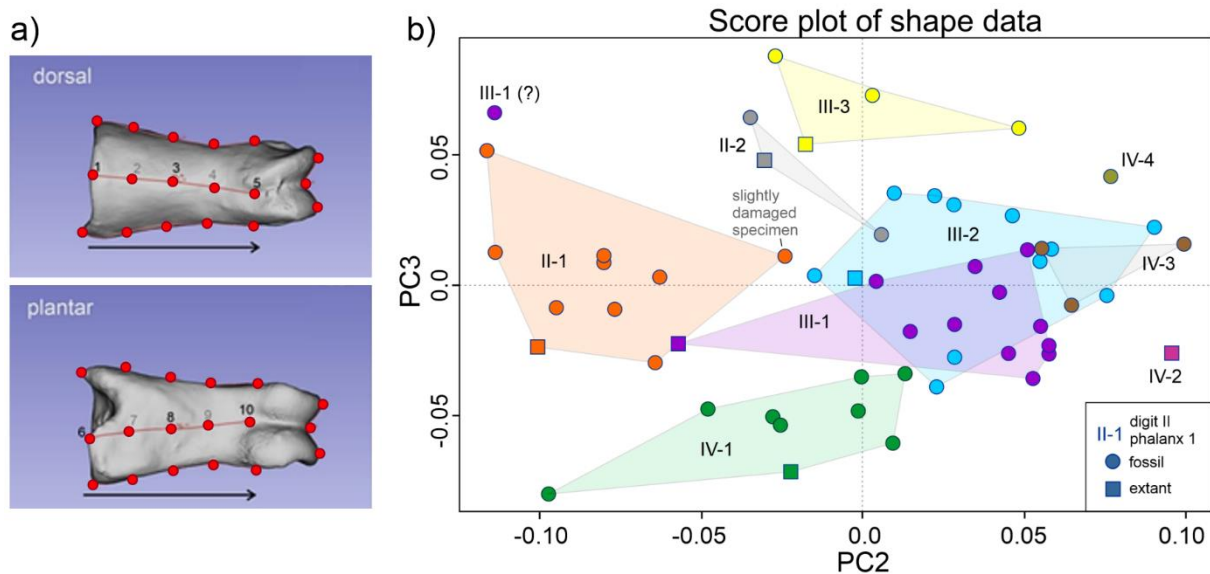 a)
dorsal
1 2 3 4 5
plantar
6 7 8 9 10
b)
Score plot of shape data
III-1 (?)
III-3
II-2
IV-4
slightly
damaged
specimen
III-2
II-1
IV-3
III-1
IV-2
IV-1
PC3
0.05
0.0
-0.05
-0.10
-0.05
0.0
0.05
0.10
PC2
II-1 digit II
phalanx 1
fossil
extant